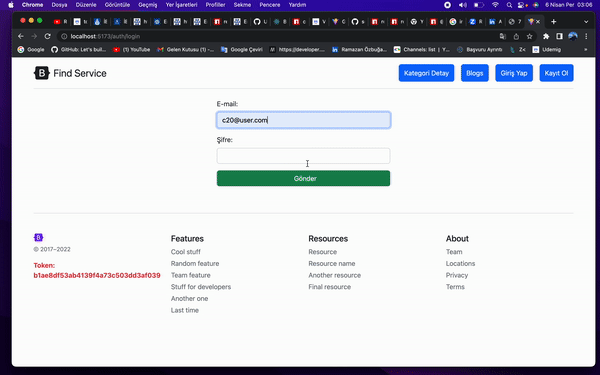 Chrome Dosya Düzenle Görüntüle Geçmiş Yer İşaretleri Profiller Sekme Pencere Yardım 6 Nisan Per 03:06
localhost:5173/auth/login
Google GitHub: Let's buil... (1) YouTube Gelen Kutusu Google Çeviri https://developer.... Ramazan Özbuğa... Channels: list Başvuru Ayrıntı Udemig
B Find Service Kategori Detay Blogs Giriş Yap Kayıt Ol
E-mail:
c20@user.com
Şifre:
Gönder
B
© 2017–2022
Token:
b1ae8df53ab4139f4a73c503dd3af039
Features
Cool stuff
Random feature
Team feature
Stuff for developers
Another one
Last time
Resources
Resource
Resource name
Another resource
Final resource
About
Team
Locations
Privacy
Terms